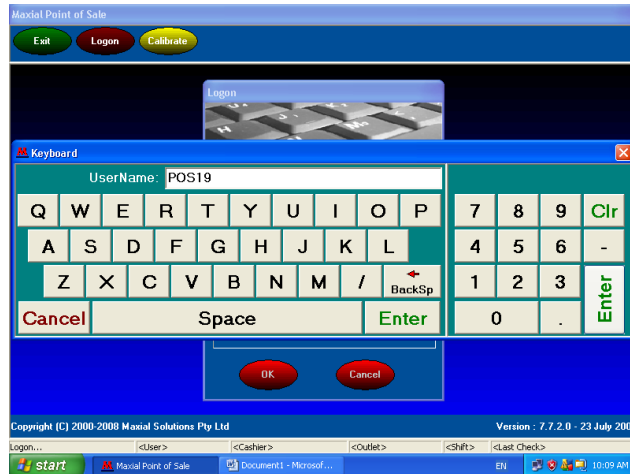 Maxial Point of Sale
Exit Logon Calibrate
Logon
Keyboard
UserName: POS19
Q W E R T Y U I O P 7 8 9 Clr
A S D F G H J K L 4 5 6 -
Z X C V B N M / BackSp 1 2 3 Enter
Cancel Space Enter 0 .
OK Cancel
Copyright (C) 2000-2008 Maxial Solutions Pty Ltd Version : 7.7.2.0 - 23 July 200
Logon... <User> <Cashier> <Outlet> <Shift> <Last Check>
start Maxial Point of Sale Document1 - Microsof... EN 10:09 AM